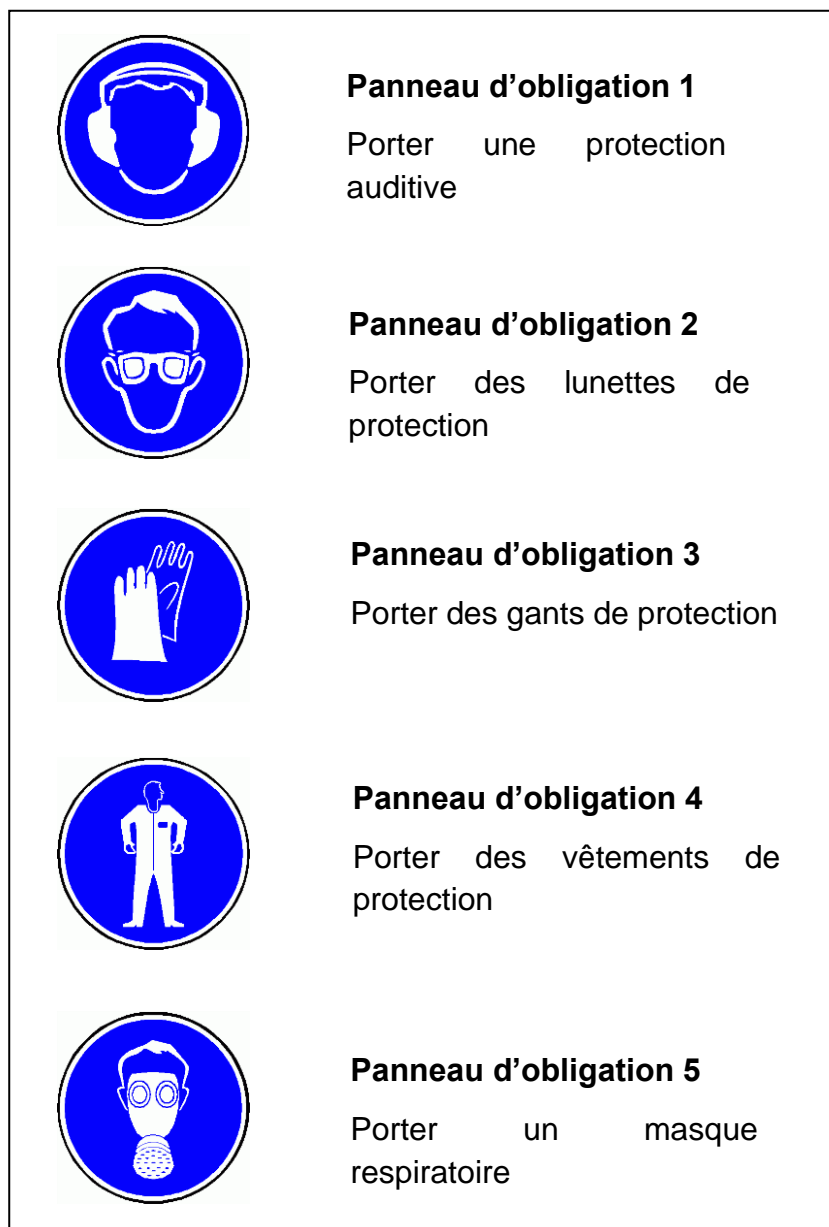 Panneau d’obligation 1
Porter une protection
auditive
Panneau d’obligation 2
Porter des lunettes de
protection
Panneau d’obligation 3
Porter des gants de protection
Panneau d’obligation 4
Porter des vêtements de
protection
Panneau d’obligation 5
Porter un masque
respiratoire